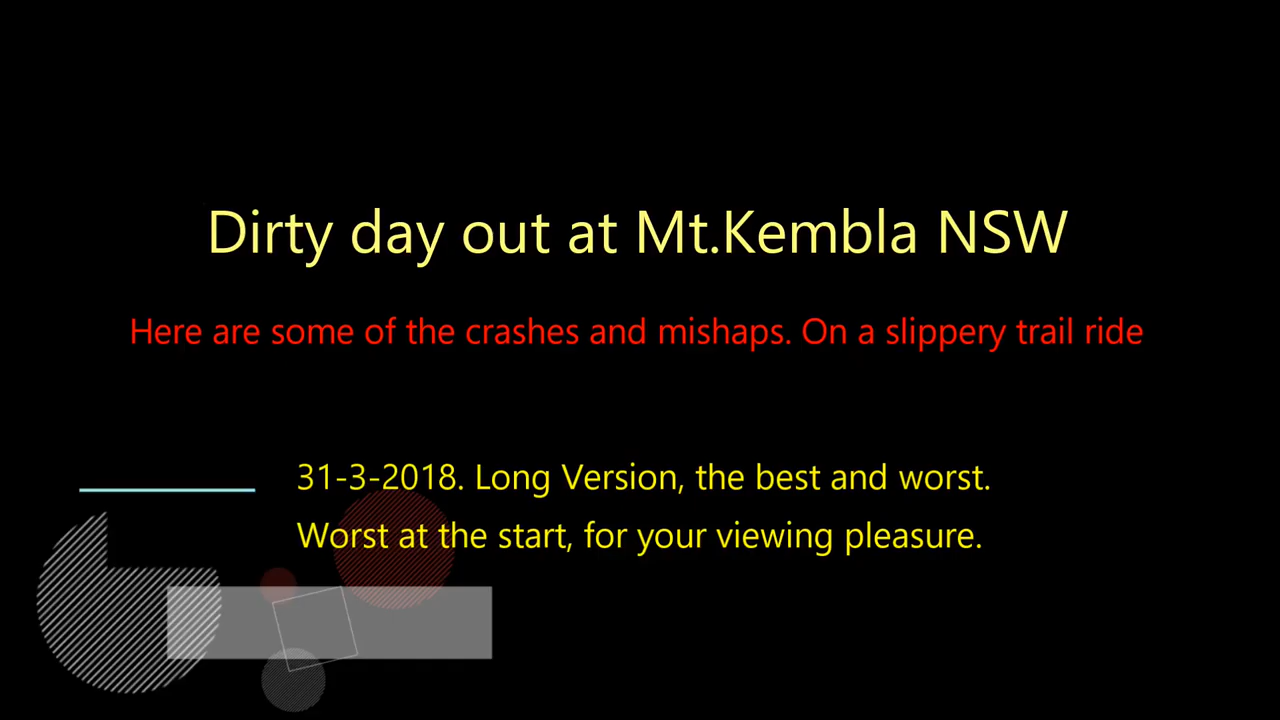 Dirty day out at Mt.Kembla NSW
Here are some of the crashes and mishaps. On a slippery trail ride
31-3-2018. Long Version, the best and worst.
Worst at the start, for your viewing pleasure.